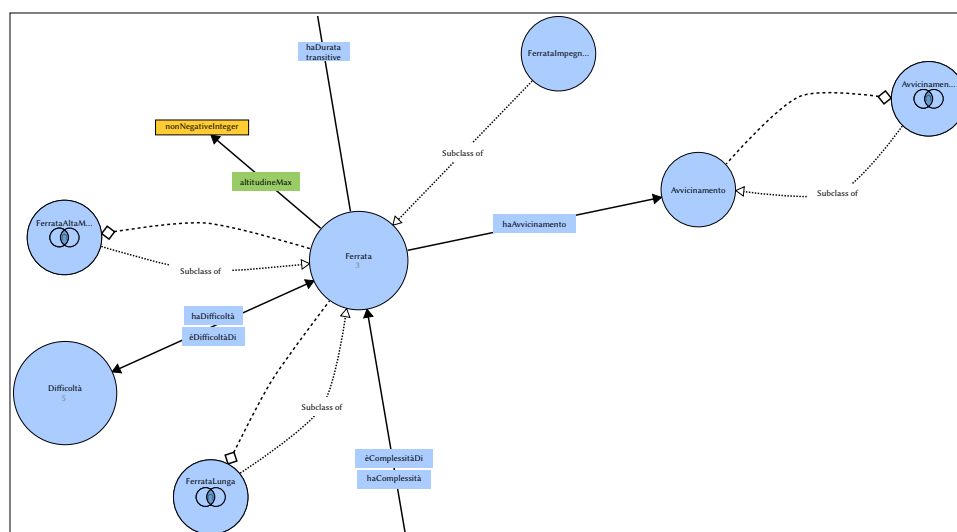 haDurata
transitive
FerrataImpegn...
Avvicinamen...
nonNegativeInteger
Subclass of
altitudineMax
Avvicinamento
Subclass of
FerrataAltaM...
haAvvicinamento
Ferrata
3
Subclass of
haDifficoltà
èDifficoltàDi
Difficoltà
5
Subclass of
èComplessitàDi
haComplessità
FerrataLunga